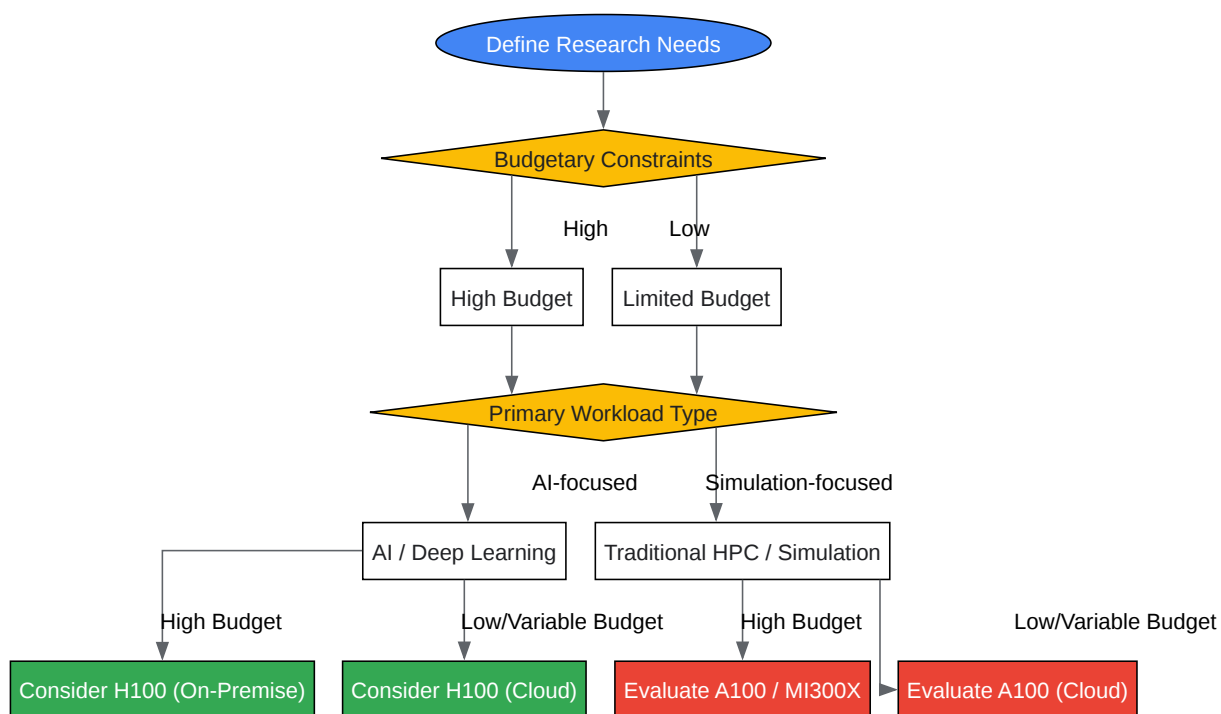 Define Research Needs
Budgetary Constraints
High
Low
High Budget
Limited Budget
Primary Workload Type
AI-focused
Simulation-focused
AI / Deep Learning
Traditional HPC / Simulation
High Budget
Low/Variable Budget
High Budget
Low/Variable Budget
Consider H100 (On-Premise)
Consider H100 (Cloud)
Evaluate A100 / MI300X
Evaluate A100 (Cloud)